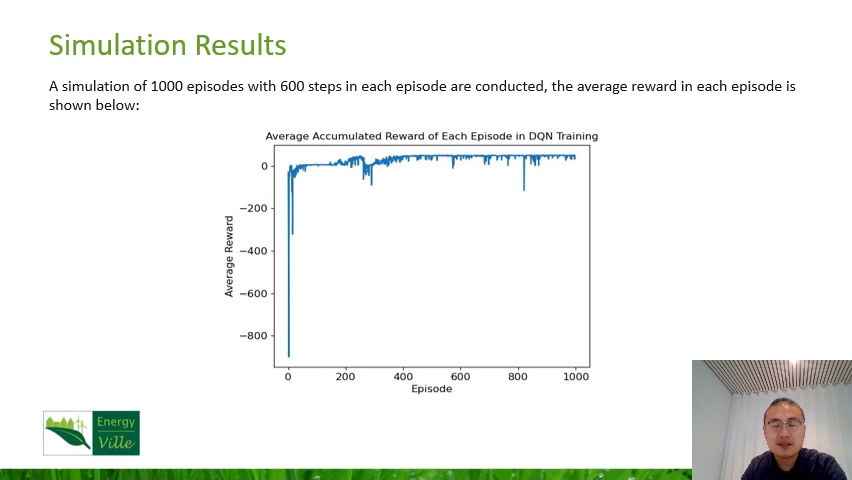 Simulation Results
A simulation of 1000 episodes with 600 steps in each episode are conducted, the average reward in each episode is
shown below:
Average Accumulated Reward of Each Episode in DQN Training
0
−200
−400
−600
−800
Average Reward
0 200 400 600 800 1000
Episode
Energy
Ville